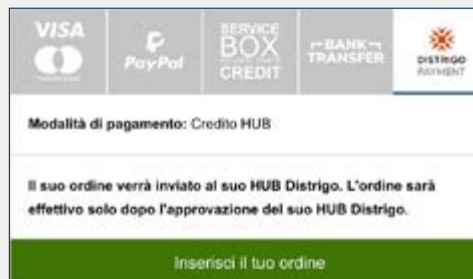 VISA
PayPal
SERVICE
BOX
CREDIT
BANK
TRANSFER
DISTRIGO
PAYMENT
Modalità di pagamento: Credito HUB
Il suo ordine verrà inviato al suo HUB Distrigo. L'ordine sarà
effettivo solo dopo l'approvazione del suo HUB Distrigo.
Inserisci il tuo ordine